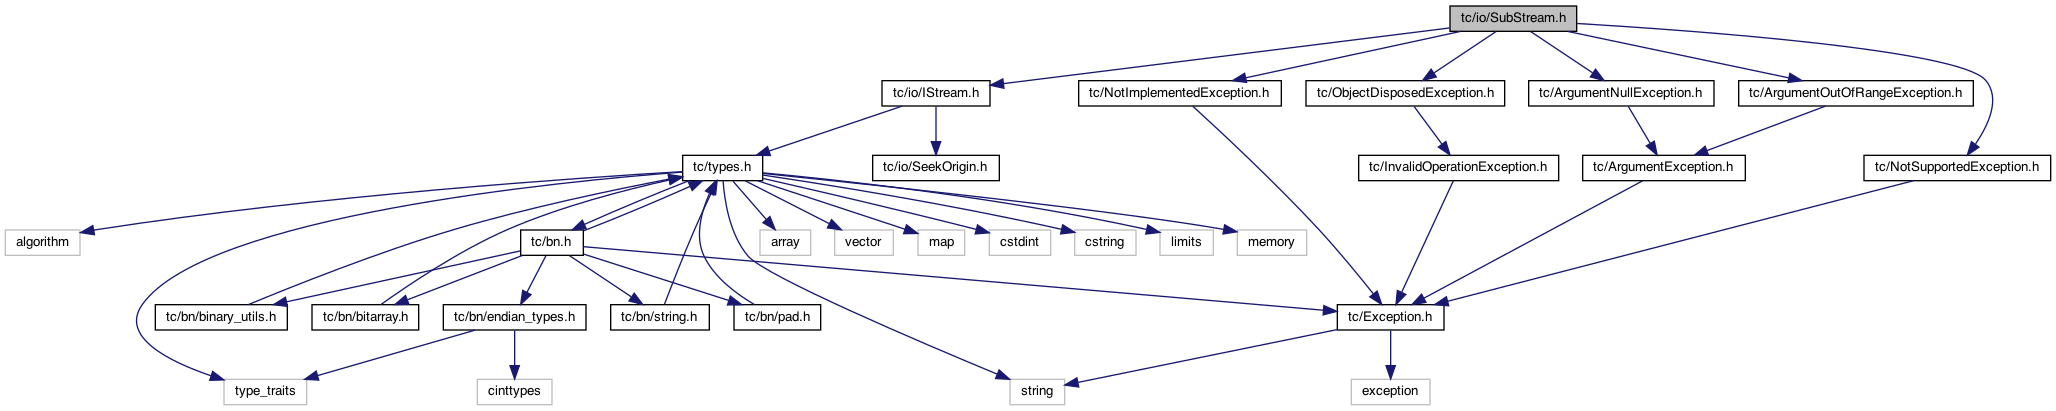 tc/io/SubStream.h
tc/io/IStream.h
tc/NotImplementedException.h
tc/ObjectDisposedException.h
tc/ArgumentNullException.h
tc/ArgumentOutOfRangeException.h
tc/types.h
tc/io/SeekOrigin.h
tc/InvalidOperationException.h
tc/ArgumentException.h
tc/NotSupportedException.h
algorithm
tc/bn.h
array
vector
map
cstdint
cstring
limits
memory
tc/bn/binary_utils.h
tc/bn/bitarray.h
tc/bn/endian_types.h
tc/bn/string.h
tc/bn/pad.h
tc/Exception.h
type_traits
cinttypes
string
exception